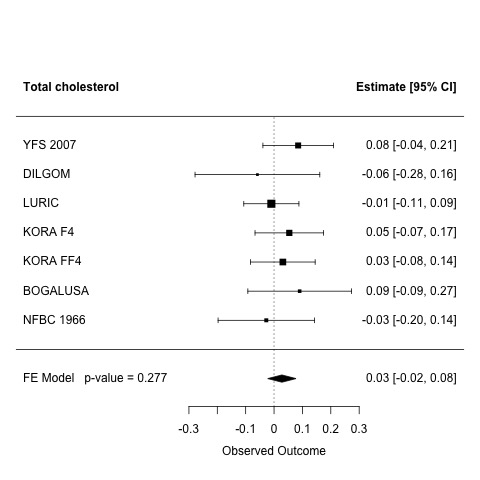 Total cholesterol Estimate [95% CI]
YFS 2007 0.08 [-0.04, 0.21]
DILGOM -0.06 [-0.28, 0.16]
LURIC -0.01 [-0.11, 0.09]
KORA F4 0.05 [-0.07, 0.17]
KORA FF4 0.03 [-0.08, 0.14]
BOGALUSA 0.09 [-0.09, 0.27]
NFBC 1966 -0.03 [-0.20, 0.14]
FE Model p-value = 0.277 0.03 [-0.02, 0.08]
-0.3 -0.1 0 0.1 0.2 0.3
Observed Outcome